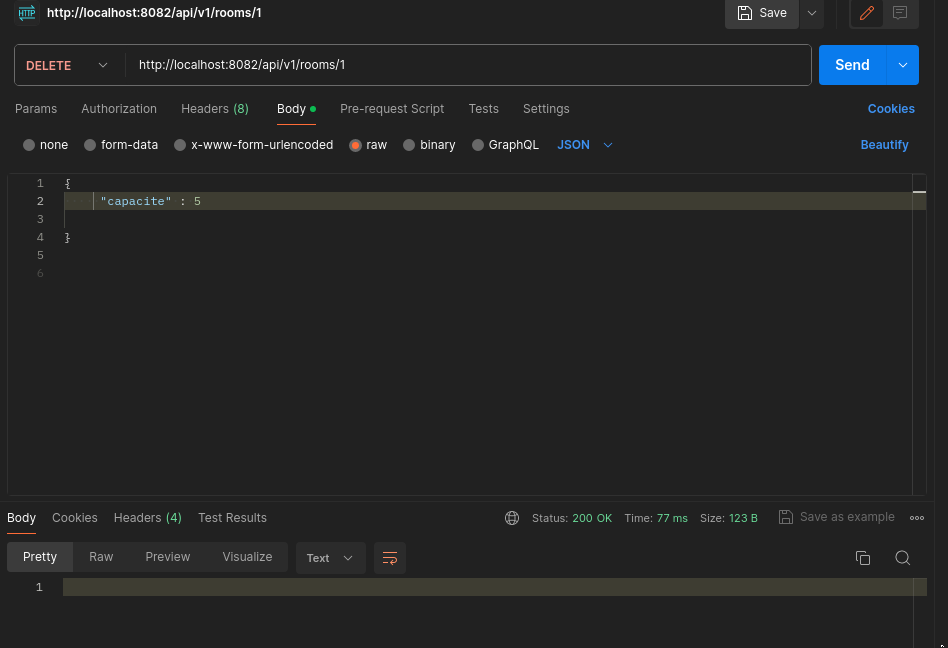 HTTP http://localhost:8082/api/v1/rooms/1 Save
DELETE http://localhost:8082/api/v1/rooms/1 Send
Params Authorization Headers (8) Body Pre-request Script Tests Settings Cookies
none form-data x-www-form-urlencoded raw binary GraphQL JSON Beautify
1 {
2 "capacite" : 5
3
4 }
5
6
Body Cookies Headers (4) Test Results Status: 200 OK Time: 77 ms Size: 123 B Save as example
Pretty Raw Preview Visualize Text
1